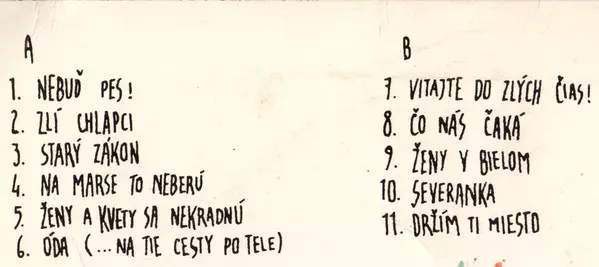 A
1. NEBUĎ PES!
2. ZLÍ CHLAPCI
3. STARÝ ZÁKON
4. NA MARSE TO NEBERÚ
5. ŽENY A KVETY SA NEKRADNÚ
6. ÓDA (...NA TIE CESTY PO TELE)
B
7. VITAJTE DO ZLÝCH ČIAS!
8. ČO NÁS ČAKÁ
9. ŽENY V BIELOM
10. SEVERANKA
11. DRŽÍM TI MIESTO